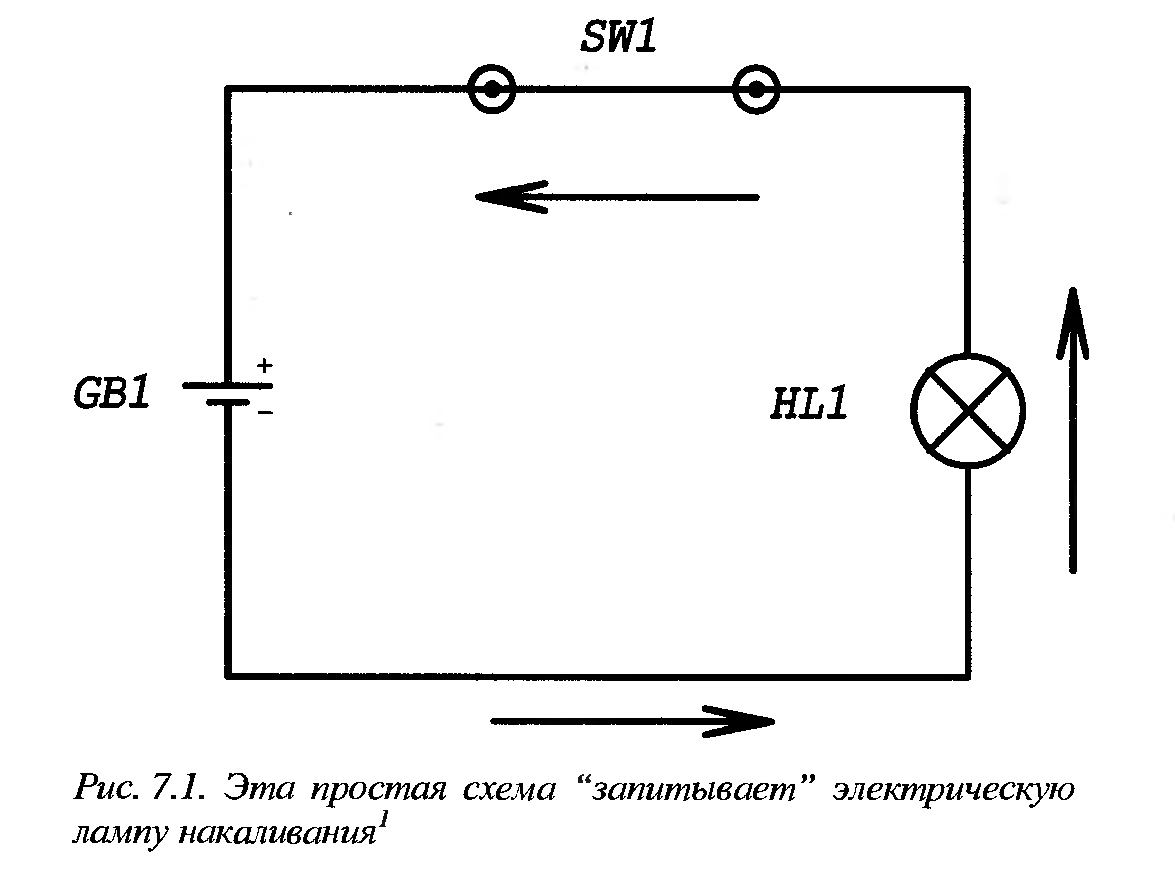 SW1
+
GB1
−
HL1
Рис. 7.1. Эта простая схема “запитывает” электрическую
лампу накаливания¹